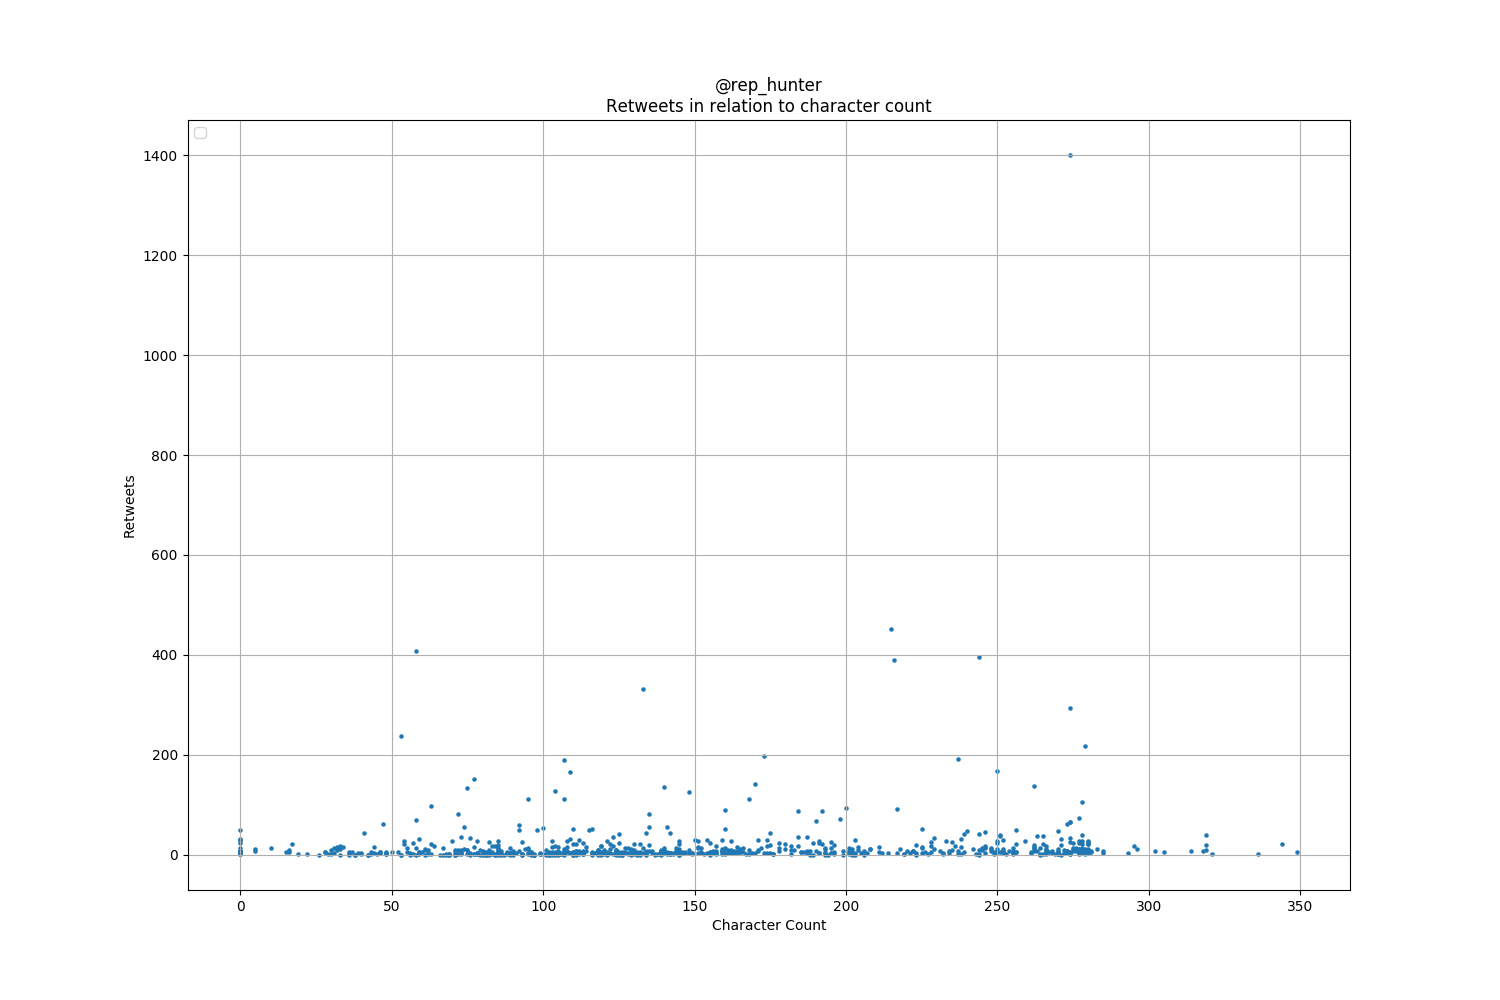 @rep_hunter
Retweets in relation to character count
1400
1200
1000
800
600
400
200
0
Retweets
0 50 100 150 200 250 300 350
Character Count